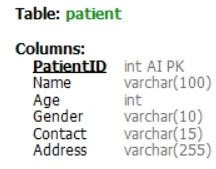 Table: patient
Columns:
PatientID int AI PK
Name varchar(100)
Age int
Gender varchar(10)
Contact varchar(15)
Address varchar(255)